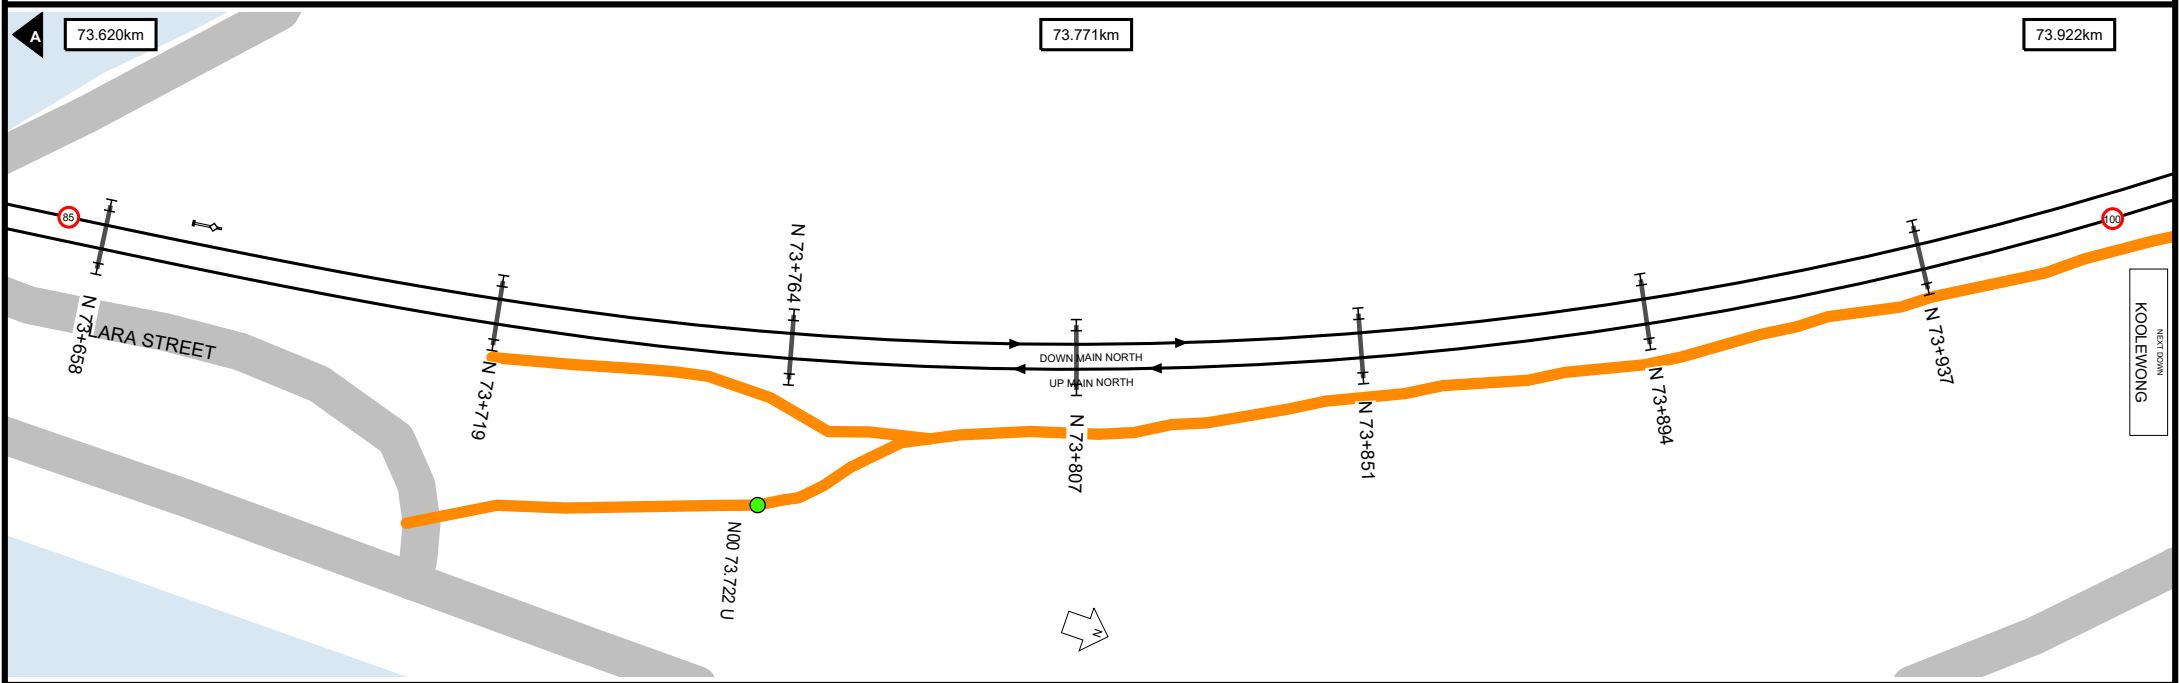 A
73.620km
73.771km
73.922km
85
100
N 73+658
LARA STREET
N 73+719
N 73+764
DOWN MAIN NORTH
UP MAIN NORTH
N 73+807
N 73+851
N 73+894
N 73+937
NEXT DOWN
KOOLEWONG
N00 73.722 U
N